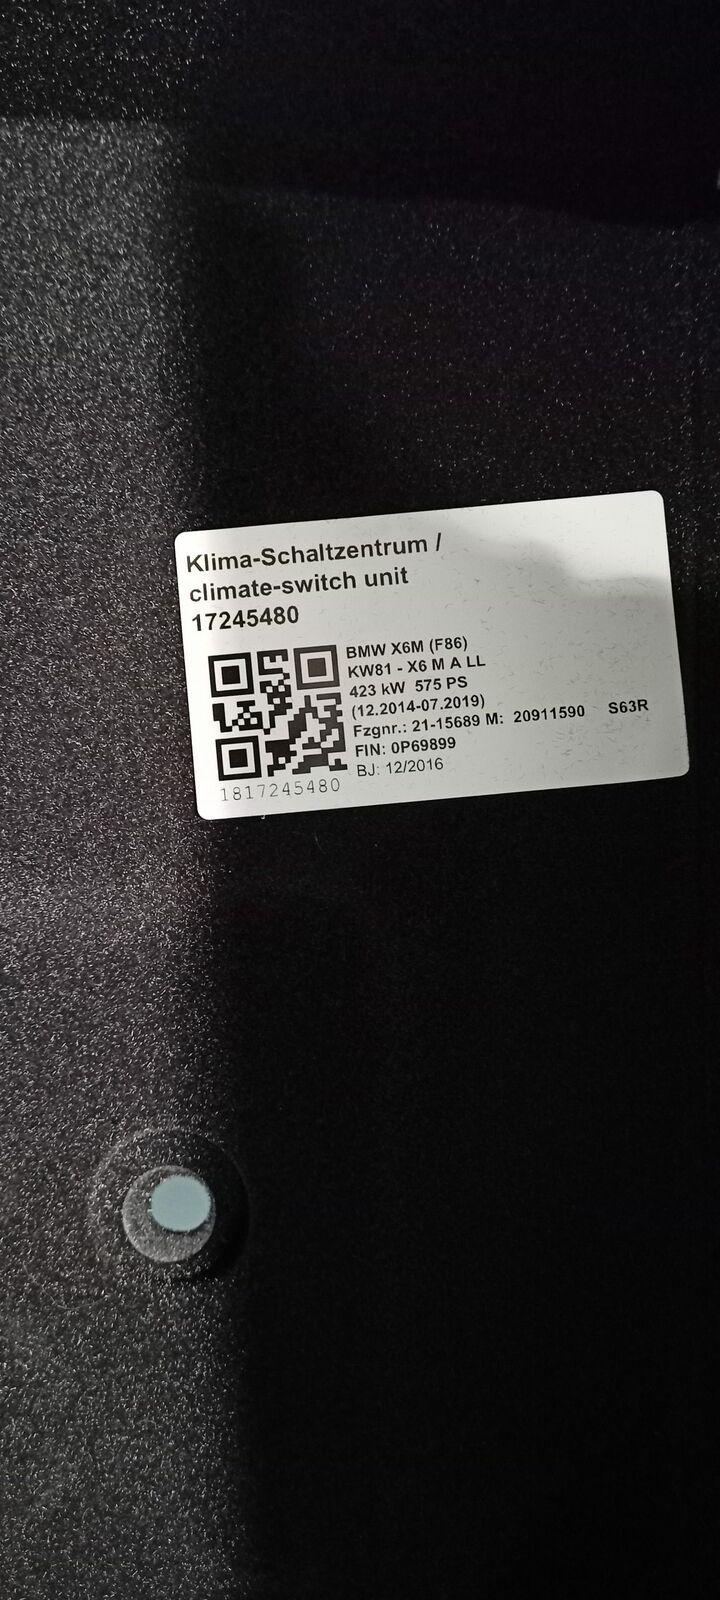 Klima-Schaltzentrum /
climate-switch unit
17245480
BMW X6M (F86)
KW81 - X6 M A LL
423 kW  575 PS
(12.2014-07.2019)
Fzgnr.: 21-15689 M:  20911590  S63R
FIN: 0P69899
BJ: 12/2016
1817245480